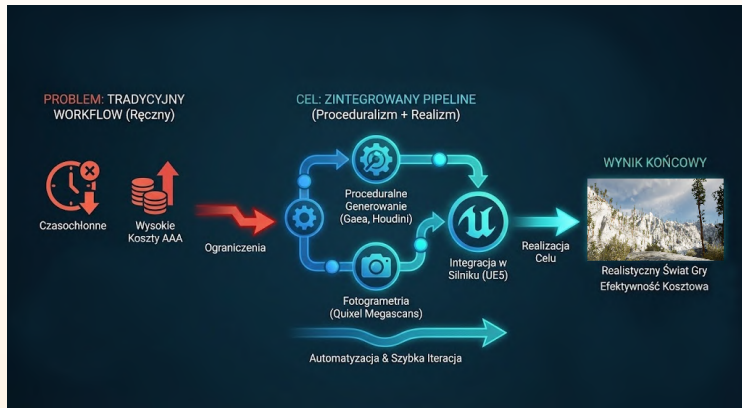 PROBLEM: TRADYCYJNY
WORKFLOW (Ręczny)
Czasochłonne
Wysokie
Koszty AAA
Ograniczenia
CEL: ZINTEGROWANY PIPELINE
(Proceduralizm + Realizm)
Proceduralne
Generowanie
(Gaea, Houdini)
Fotogrametria
(Quixel Megascans)
Integracja w
Silniku (UE5)
Automatyzacja & Szybka Iteracja
Realizacja
Celu
WYNIK KOŃCOWY
Realistyczny Świat Gry
Efektywność Kosztowa